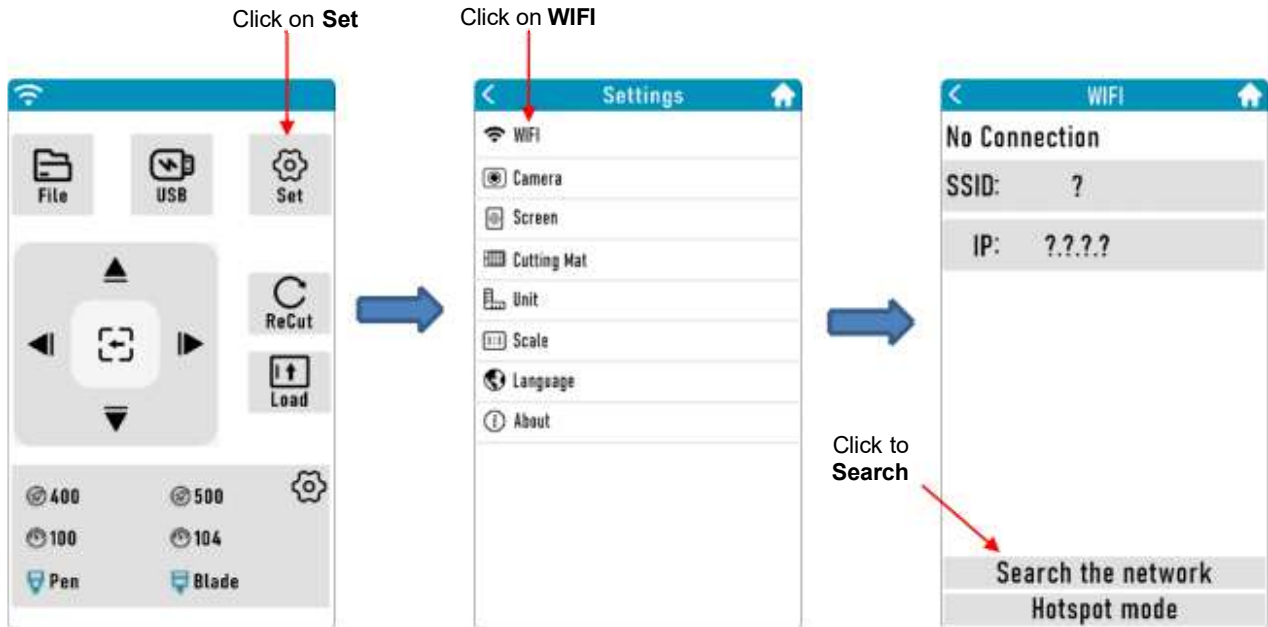 Click on Set
Click on WIFI
File
USB
Set
ReCut
Load
400
500
100
104
Pen
Blade
Settings
WIFI
Camera
Screen
Cutting Mat
Unit
Scale
Language
About
WIFI
No Connection
SSID: ?
IP: ?.?.?.?
Click to
Search
Search the network
Hotspot mode